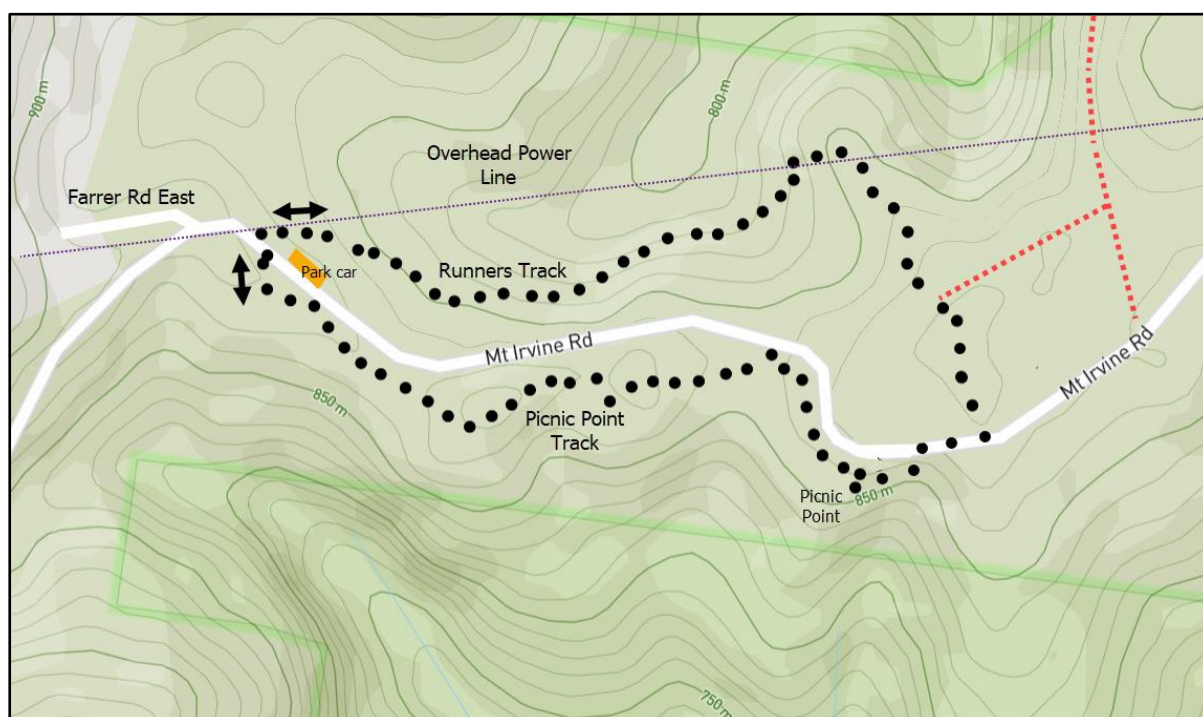 900 m
800 m
Overhead Power
Line
Farrer Rd East
Park car
Runners Track
Mt Irvine Rd
Mt Irvine Rd
850 m
Picnic Point
Track
Picnic
Point
850 m
750 m